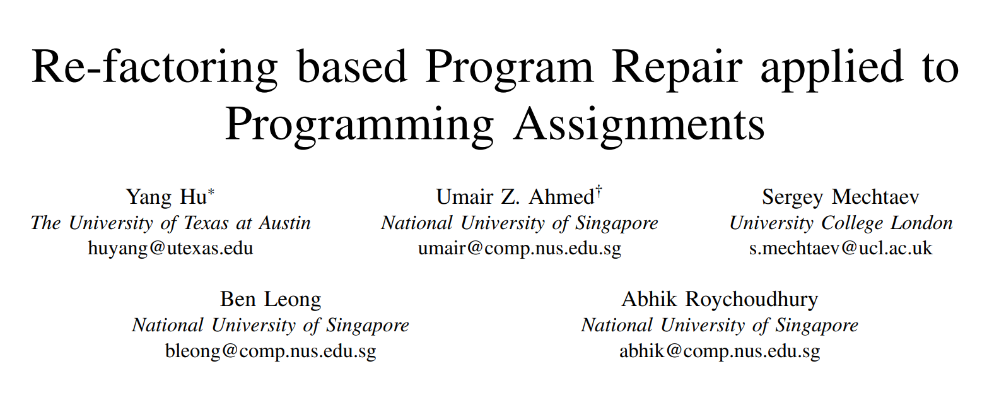 Re-factoring based Program Repair applied to
Programming Assignments
Yang Hu*
The University of Texas at Austin
huyang@utexas.edu
Umair Z. Ahmed†
National University of Singapore
umair@comp.nus.edu.sg
Sergey Mechtaev
University College London
s.mechtaev@ucl.ac.uk
Ben Leong
National University of Singapore
bleong@comp.nus.edu.sg
Abhik Roychoudhury
National University of Singapore
abhik@comp.nus.edu.sg